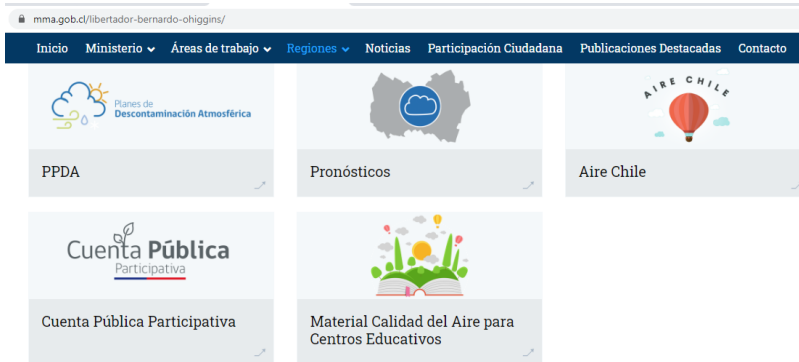 mma.gob.cl/libertador-bernardo-ohiggins/
Inicio Ministerio Áreas de trabajo Regiones Noticias Participación Ciudadana Publicaciones Destacadas Contacto
Planes de
Descontaminación Atmosférica
AIRE CHILE
PPDA
Pronósticos
Aire Chile
Cuenta Pública
Participativa
Cuenta Pública Participativa
Material Calidad del Aire para
Centros Educativos